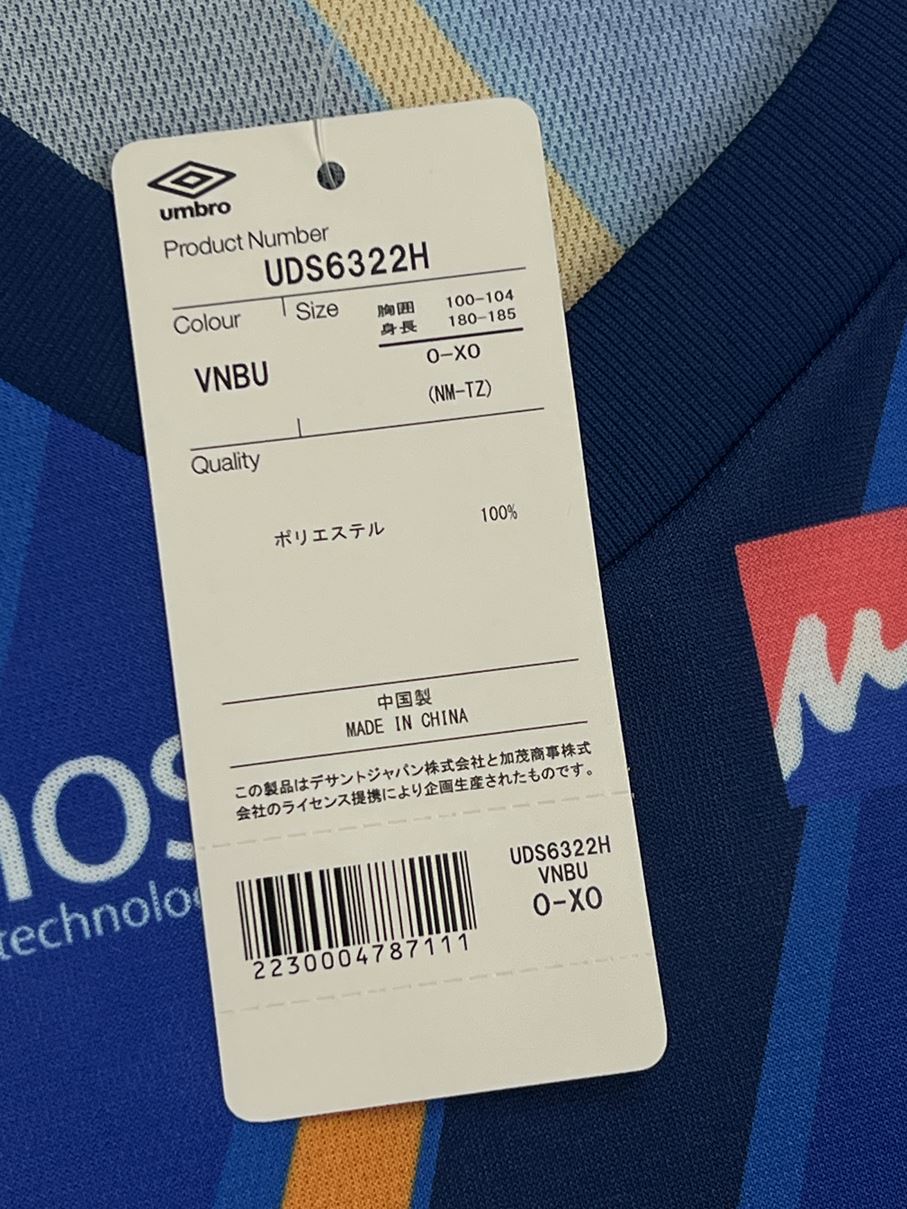 umbro
Product Number
UDS6322H
Colour
Size
胸囲 100-104
身長 180-185
VNBU
O-XO
(NM-TZ)
Quality
ポリエステル 100%
中国製
MADE IN CHINA
この製品はデサントジャパン株式会社と加茂商事株式
会社のライセンス提携により企画生産されたものです。
UDS6322H
VNBU
O-XO
2230004787111